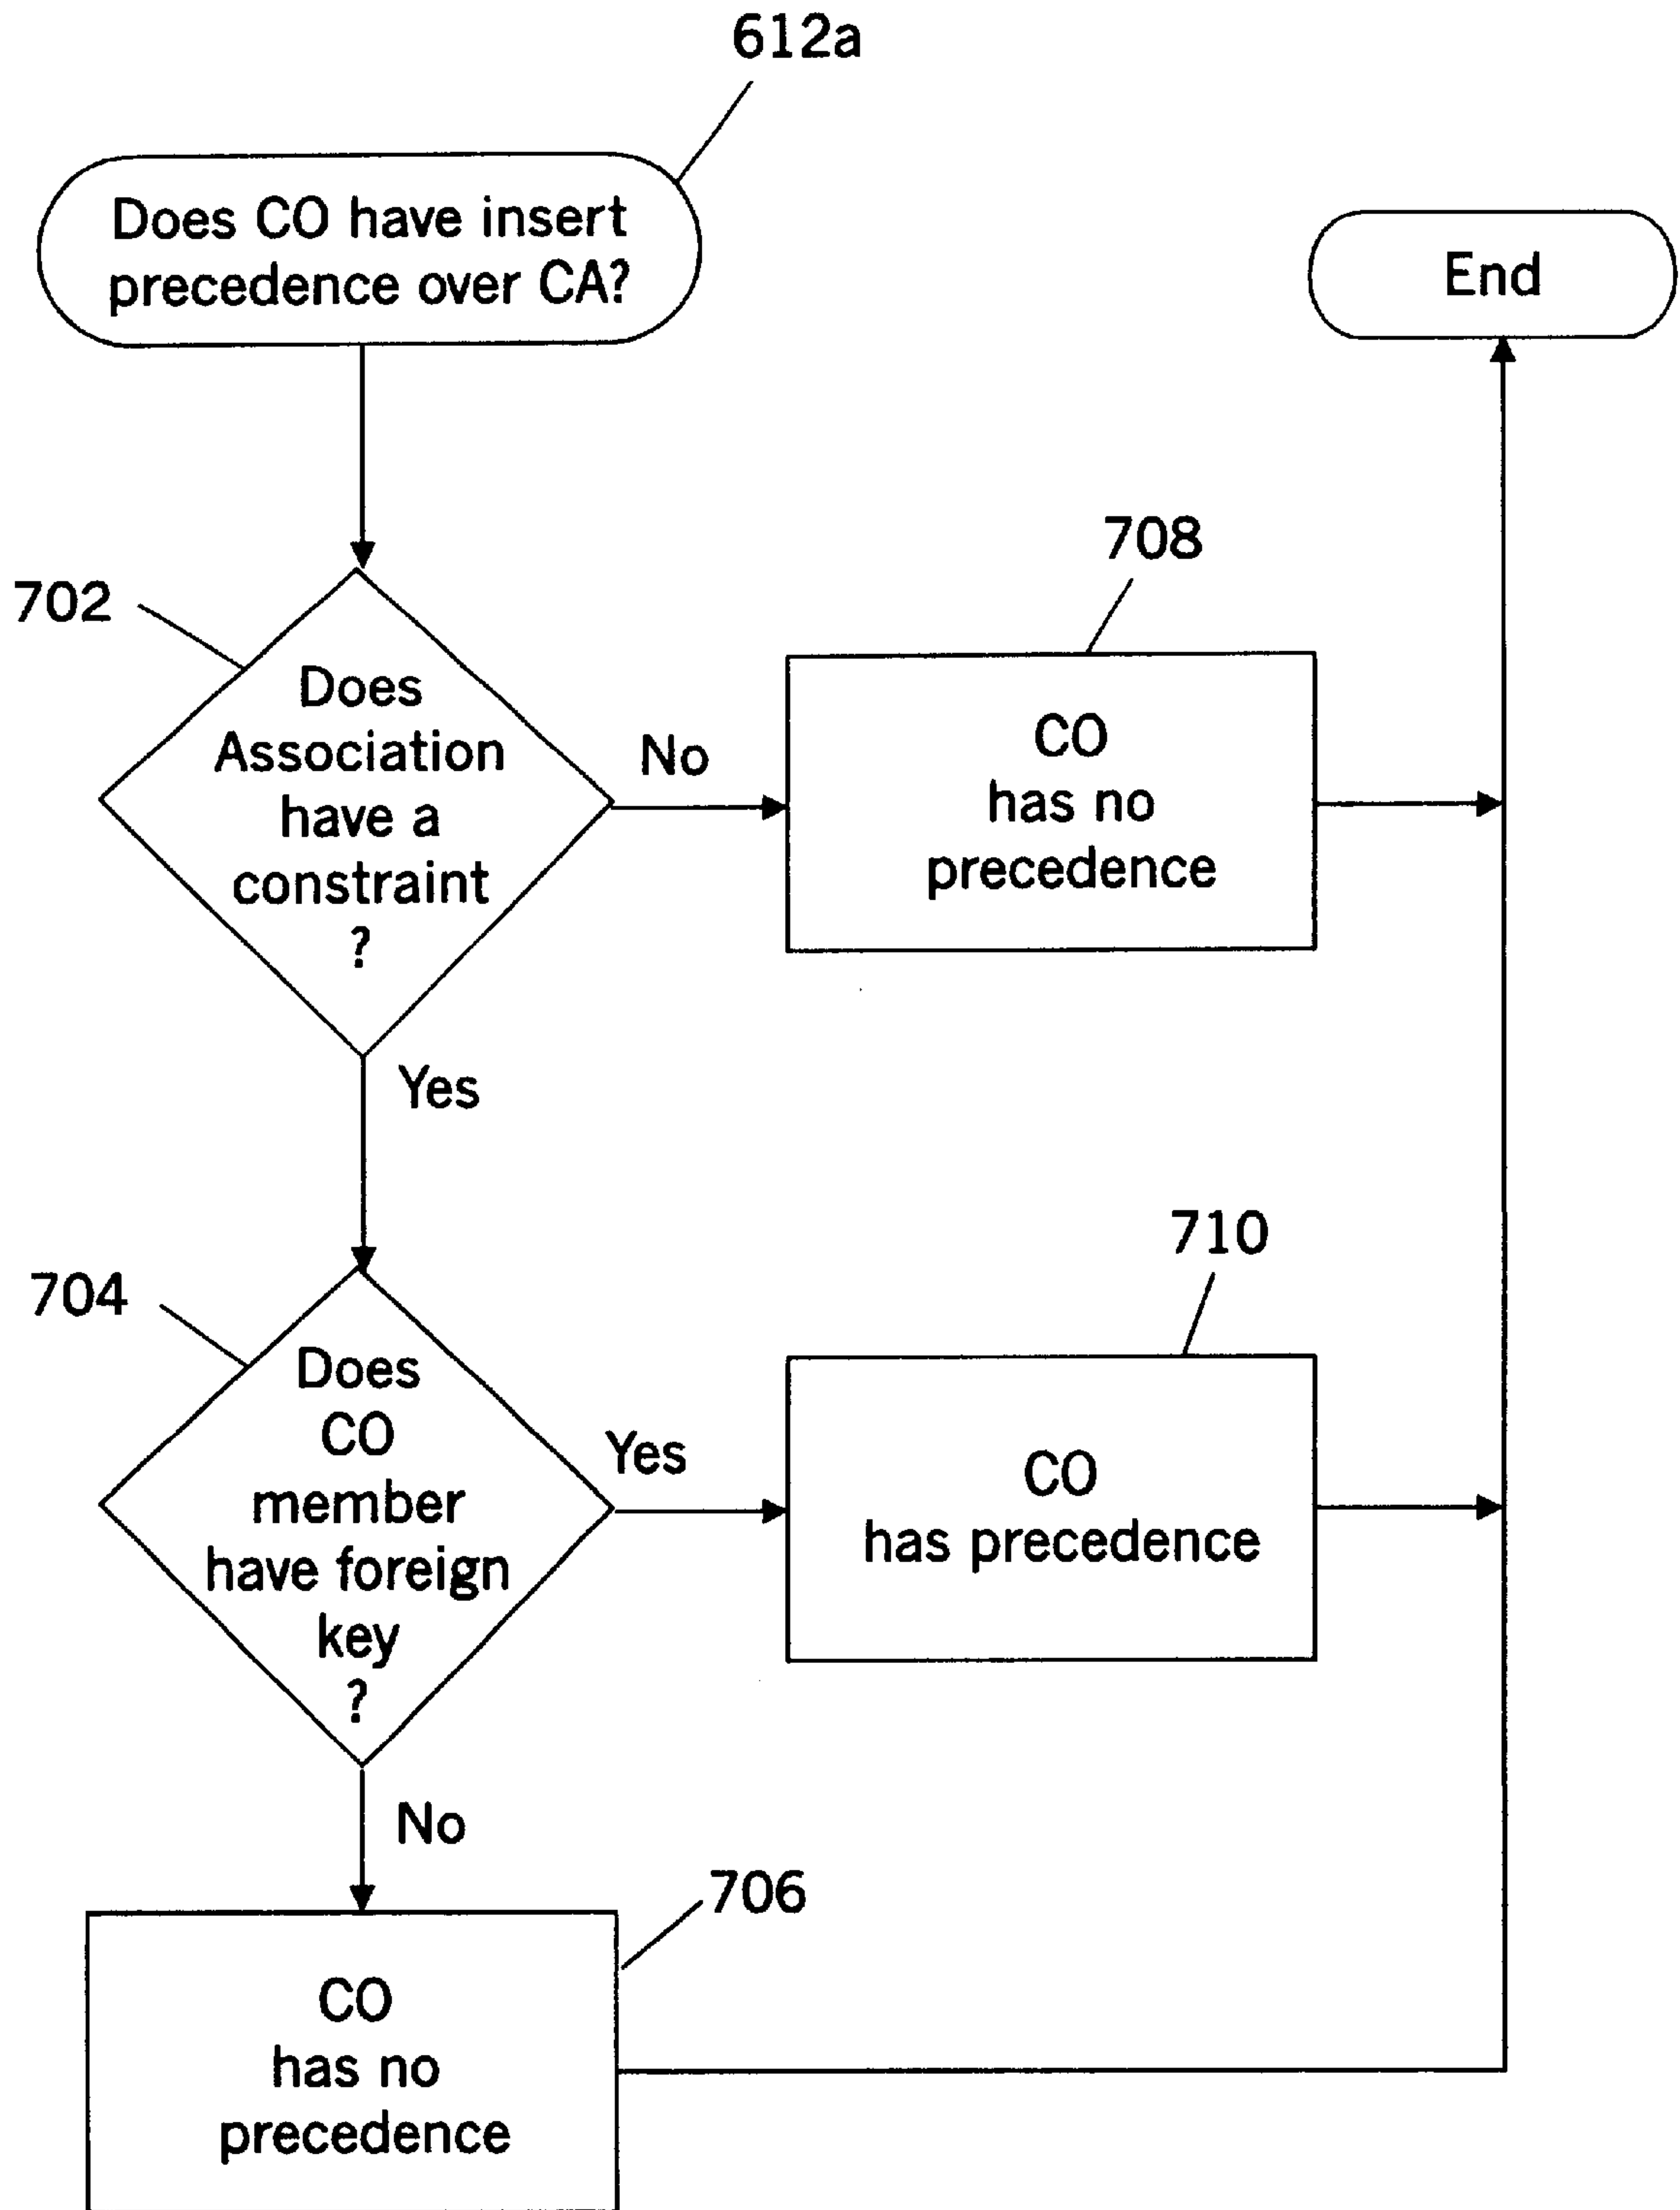 612a
Does CO have insert
precedence over CA?
End
702
Does
Association
have a
constraint
?
No
708
CO
has no
precedence
Yes
704
Does
CO
member
have foreign
key
?
Yes
710
CO
has precedence
No
706
CO
has no
precedence